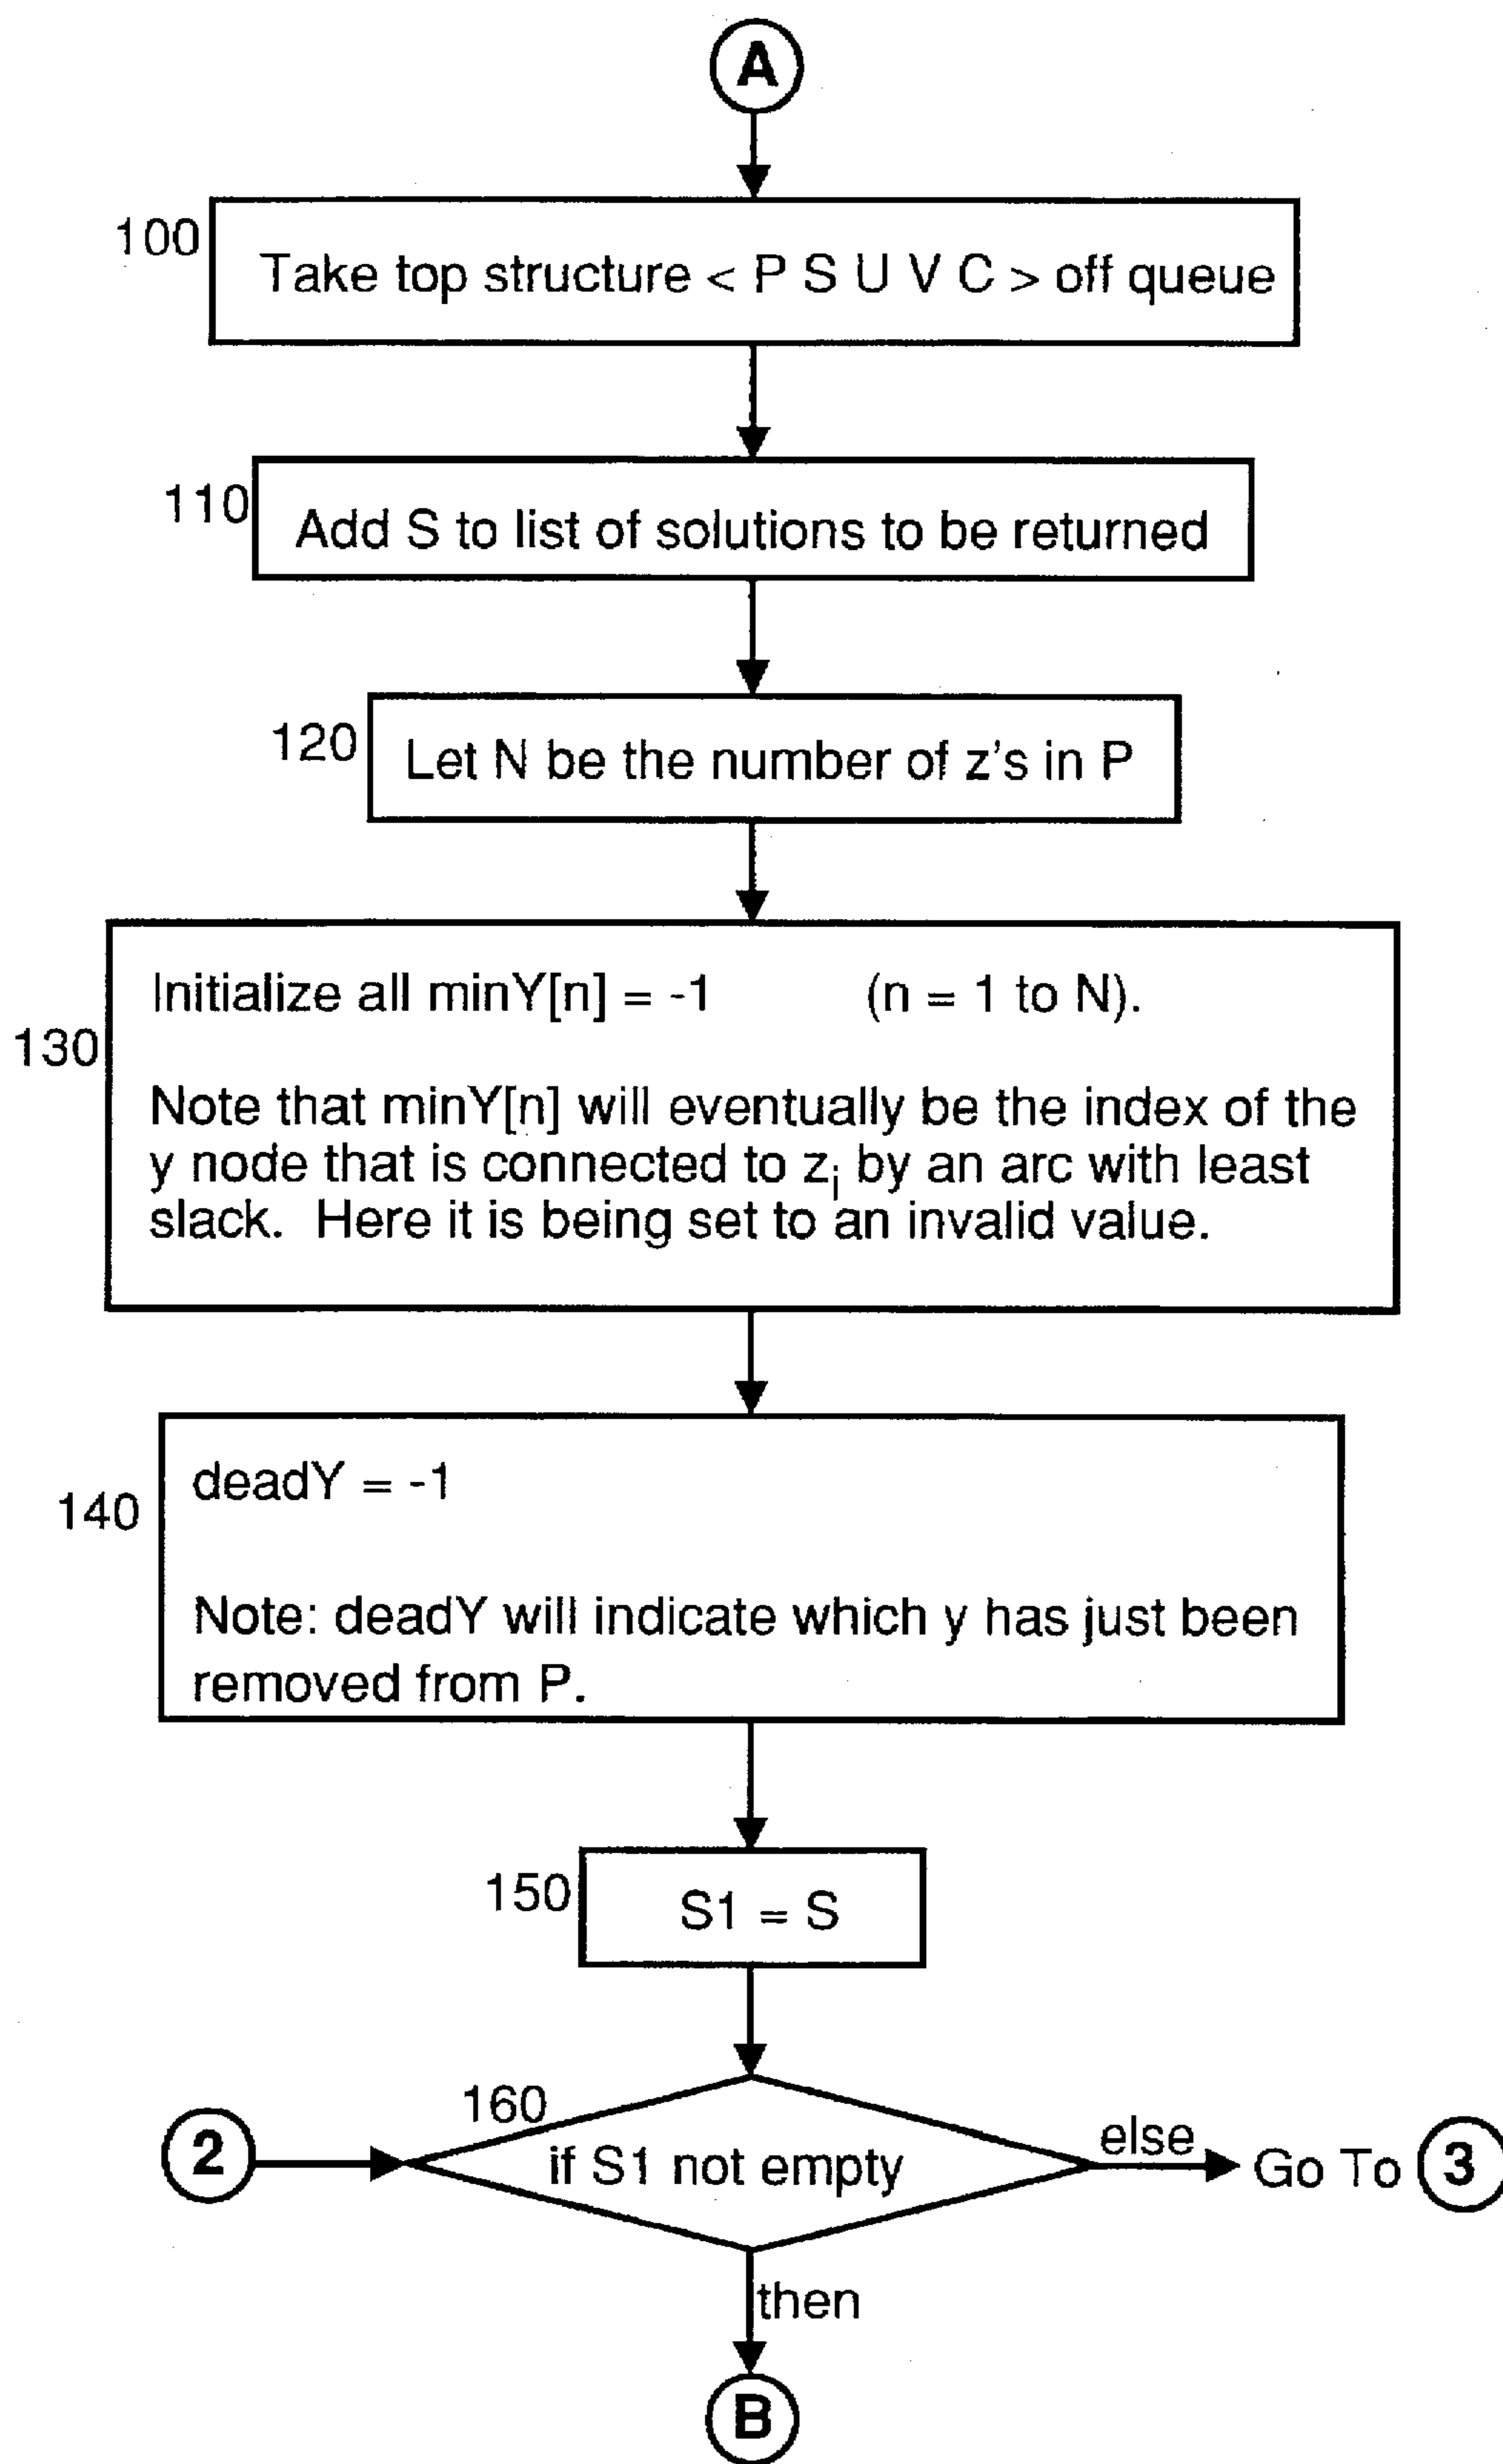 A
100
Take top structure < P S U V C > off queue
110
Add S to list of solutions to be returned
120
Let N be the number of z's in P
130
Initialize all minY[n] = -1 (n = 1 to N).
Note that minY[n] will eventually be the index of the
y node that is connected to zj by an arc with least
slack. Here it is being set to an invalid value.
140
deadY = -1
Note: deadY will indicate which y has just been
removed from P.
150
S1 = S
160
2
if S1 not empty
else
Go To 3
then
B